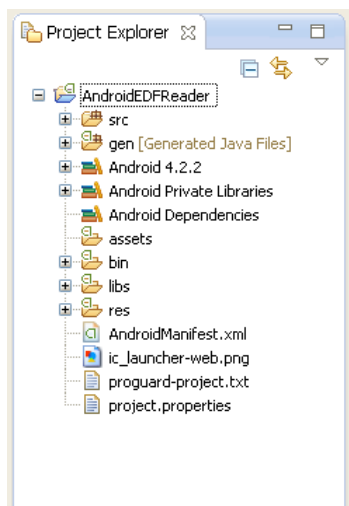 Project Explorer
AndroidEDFReader
src
gen [Generated Java Files]
Android 4.2.2
Android Private Libraries
Android Dependencies
assets
bin
libs
res
AndroidManifest.xml
ic_launcher-web.png
proguard-project.txt
project.properties